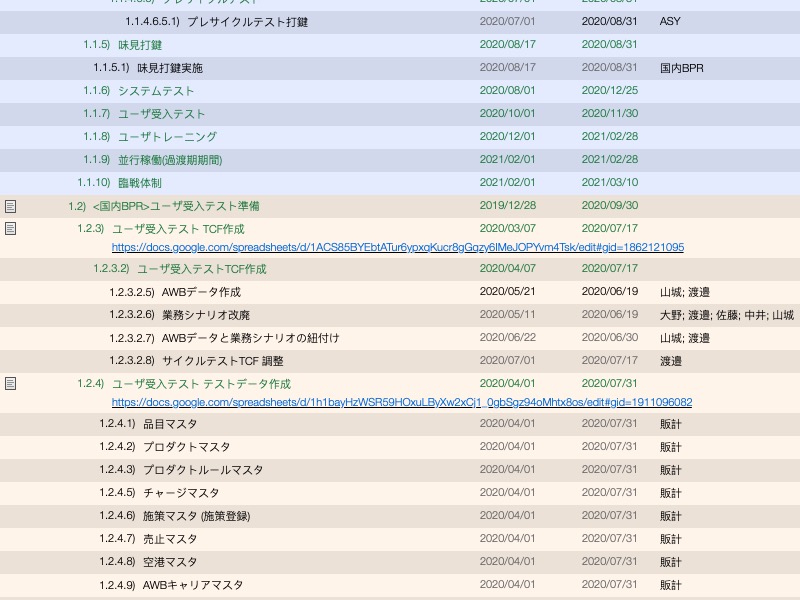 1.1.4.6.5.1) プレサイクルテスト打鍵 2020/07/01 2020/08/31 ASY
1.1.5) 味見打鍵 2020/08/17 2020/08/31
1.1.5.1) 味見打鍵実施 2020/08/17 2020/08/31 国内BPR
1.1.6) システムテスト 2020/08/01 2020/12/25
1.1.7) ユーザ受入テスト 2020/10/01 2020/11/30
1.1.8) ユーザトレーニング 2020/12/01 2021/02/28
1.1.9) 並行稼働(過渡期期間) 2021/02/01 2021/02/28
1.1.10) 臨戦体制 2021/02/01 2021/03/10
1.2) <国内BPR>ユーザ受入テスト準備 2019/12/28 2020/09/30
1.2.3) ユーザ受入テスト TCF作成 2020/03/07 2020/07/17
https://docs.google.com/spreadsheets/d/1ACS85BYEbtATur6ypxqKucr8gGgzy6IMeJOPYvm4Tsk/edit#gid=1862121095
1.2.3.2) ユーザ受入テストTCF作成 2020/04/07 2020/07/17
1.2.3.2.5) AWBデータ作成 2020/05/21 2020/06/19 山城; 渡邉
1.2.3.2.6) 業務シナリオ改廃 2020/05/11 2020/06/19 大野; 渡邉; 佐藤; 中井; 山城
1.2.3.2.7) AWBデータと業務シナリオの紐付け 2020/06/22 2020/06/30 山城; 渡邉
1.2.3.2.8) サイクルテストTCF 調整 2020/07/01 2020/07/17 渡邉
1.2.4) ユーザ受入テスト テストデータ作成 2020/04/01 2020/07/31
https://docs.google.com/spreadsheets/d/1h1bayHzWSR59HOxuLByXw2xCj1_0gbSgz94oMhtx8os/edit#gid=1911096082
1.2.4.1) 品目マスタ 2020/04/01 2020/07/31 販計
1.2.4.2) プロダクトマスタ 2020/04/01 2020/07/31 販計
1.2.4.3) プロダクトルールマスタ 2020/04/01 2020/07/31 販計
1.2.4.5) チャージマスタ 2020/04/01 2020/07/31 販計
1.2.4.6) 施策マスタ (施策登録) 2020/04/01 2020/07/31 販計
1.2.4.7) 売止マスタ 2020/04/01 2020/07/31 販計
1.2.4.8) 空港マスタ 2020/04/01 2020/07/31 販計
1.2.4.9) AWBキャリアマスタ 2020/04/01 2020/07/31 販計